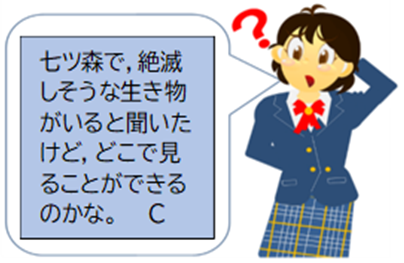 七ツ森で，絶滅
しそうな生き物
がいると聞いた
けど，どこで見
ることができる
のかな。　C
?